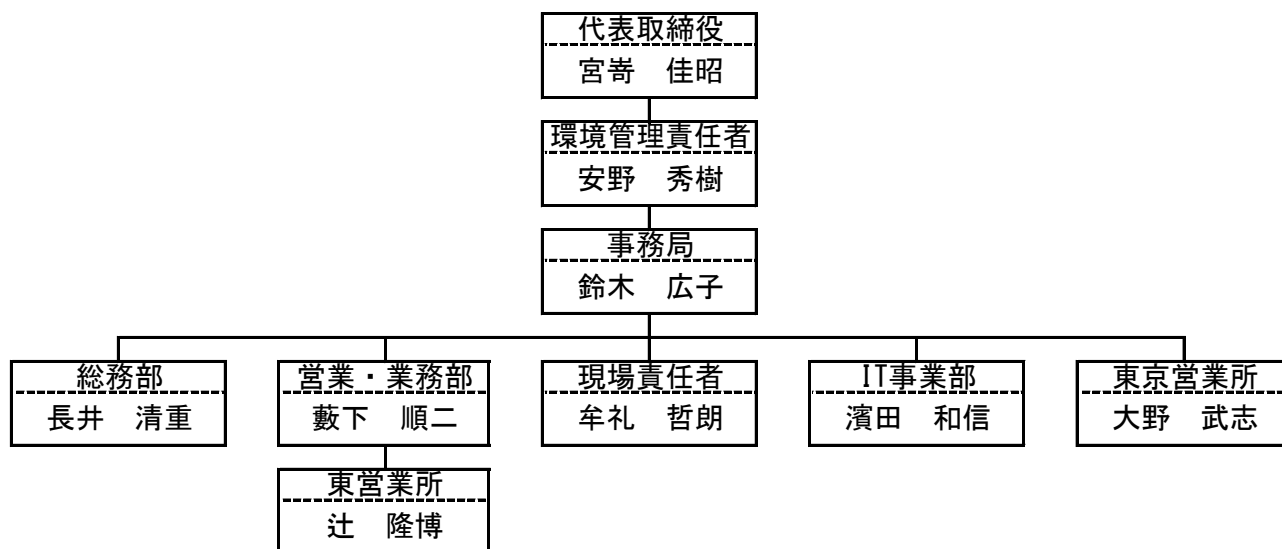 代表取締役
宮嵜　佳昭
環境管理責任者
安野　秀樹
事務局
鈴木　広子
総務部
長井　清重
営業・業務部
藪下　順二
現場責任者
牟礼　哲朗
IT事業部
濱田　和信
東京営業所
大野　武志
東営業所
辻　隆博